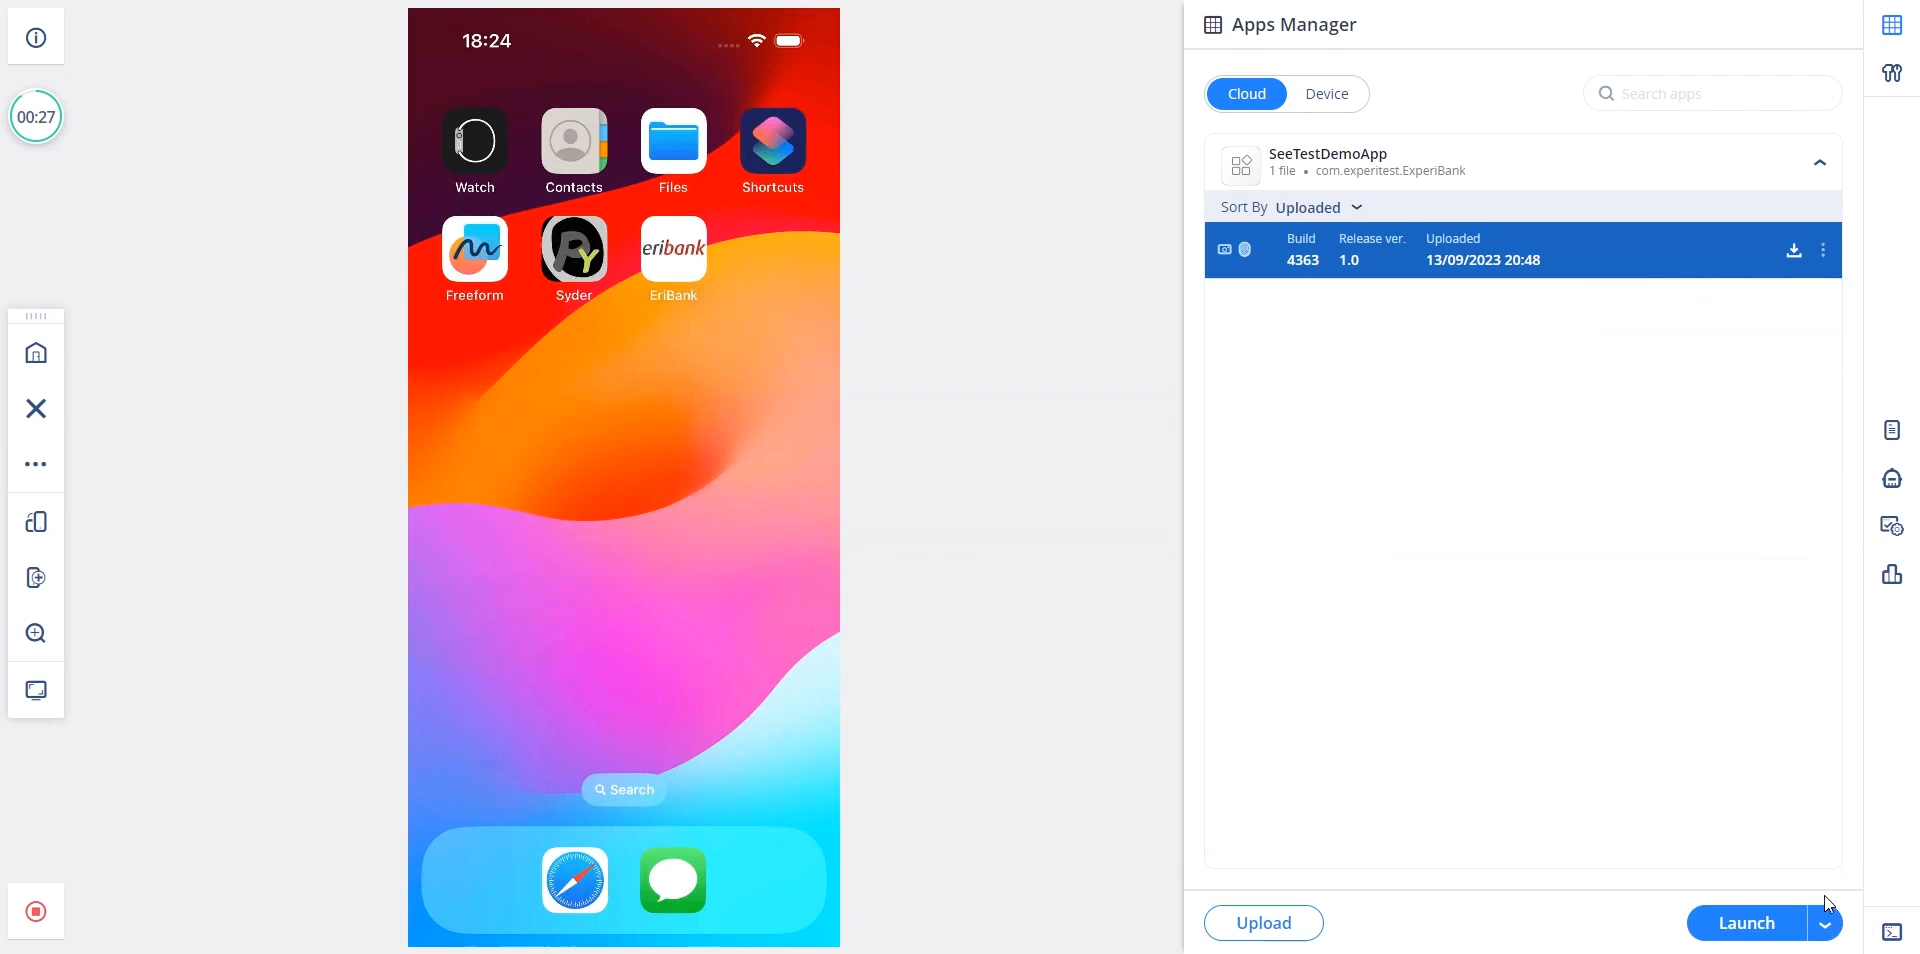 00:27
18:24
Watch
Contacts
Files
Shortcuts
Freeform
RY
Syder
eribank
EriBank
Search
Apps Manager
Cloud
Device
Search apps
SeeTestDemoApp
1 file • com.experitest.ExperiBank
Sort By Uploaded
Build Release ver. Uploaded
4363 1.0 13/09/2023 20:48
Upload
Launch